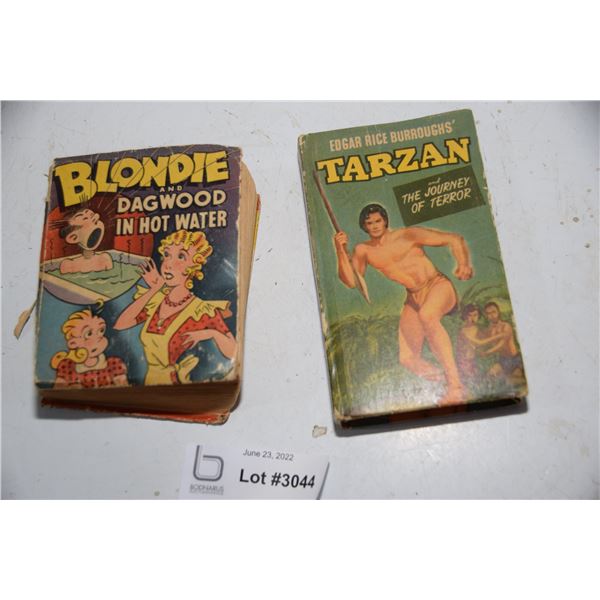 BLONDIE
AND
DAGWOOD
IN HOT WATER
EDGAR RICE BURROUGHS'
TARZAN
and
THE JOURNEY
OF TERROR
b
BODNARUS
June 23, 2022
Lot #3044